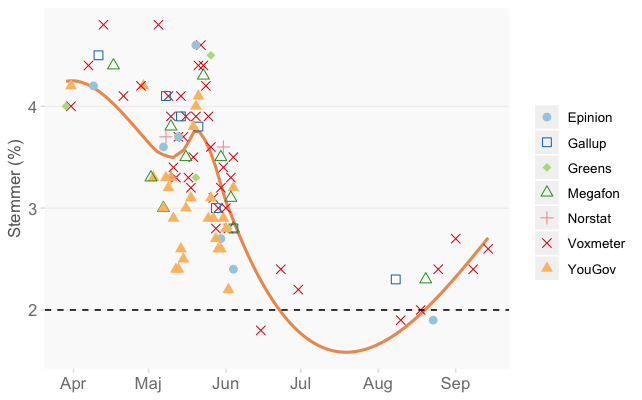 Stemmer (%)
4
3
2
Apr Maj Jun Jul Aug Sep
Epinion
Gallup
Greens
Megafon
Norstat
Voxmeter
YouGov